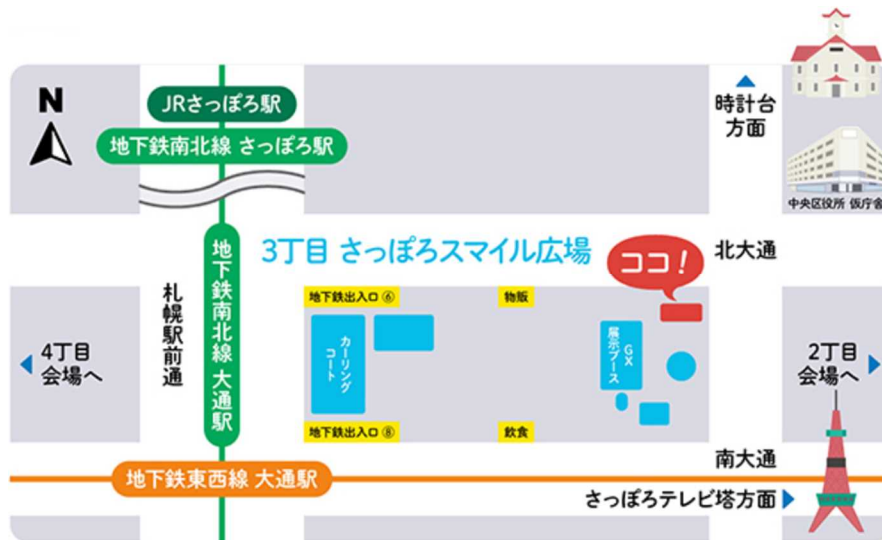 N
JRさっぽろ駅
地下鉄南北線 さっぽろ駅
時計台
方面
中央区役所 仮庁舎
3丁目 さっぽろスマイル広場
ココ!
北大通
地下鉄南北線 大通駅
札幌駅前通
地下鉄出入口⑥
物販
カーリング
コート
GX
展示ブース
4丁目
会場へ
2丁目
会場へ
地下鉄出入口⑧
飲食
南大通
地下鉄東西線 大通駅
さっぽろテレビ塔方面